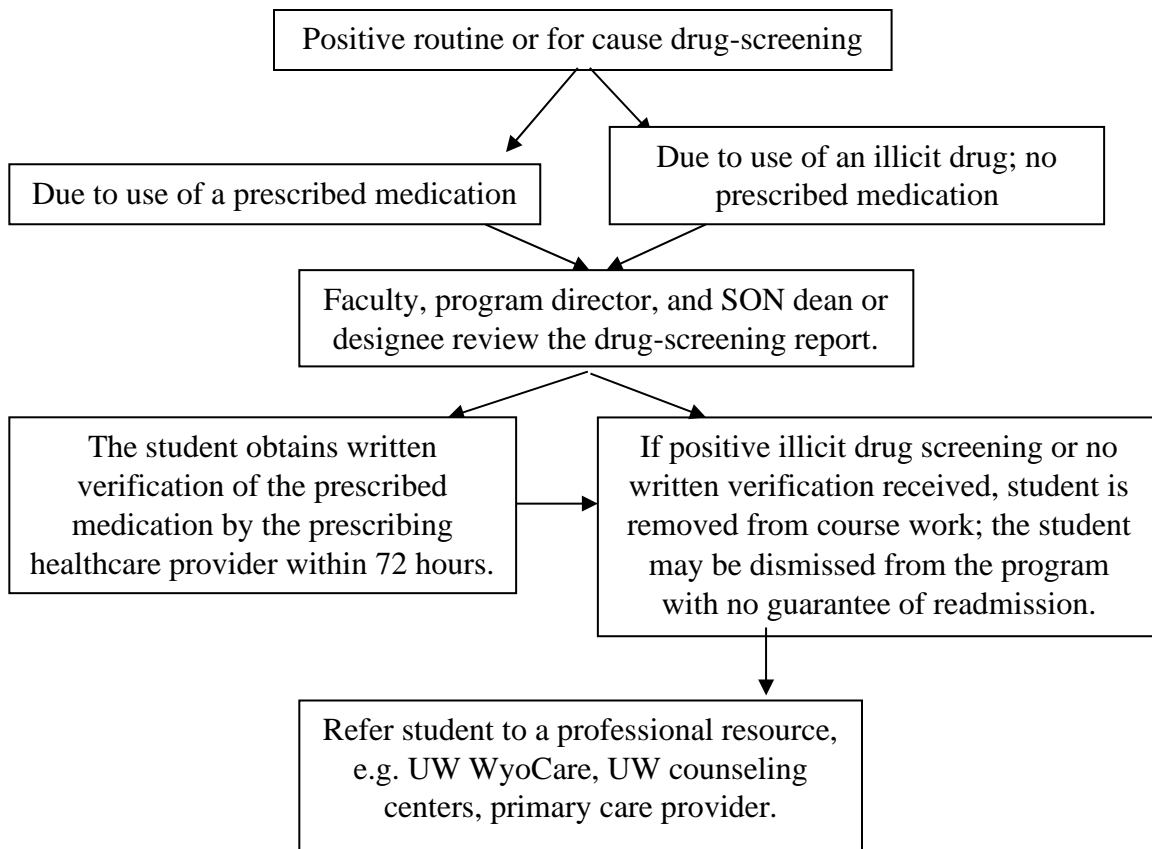 Positive routine or for cause drug-screening
Due to use of a prescribed medication
Due to use of an illicit drug; no
prescribed medication
Faculty, program director, and SON dean or
designee review the drug-screening report.
The student obtains written
verification of the prescribed
medication by the prescribing
healthcare provider within 72 hours.
If positive illicit drug screening or no
written verification received, student is
removed from course work; the student
may be dismissed from the program
with no guarantee of readmission.
Refer student to a professional resource,
e.g. UW WyoCare, UW counseling
centers, primary care provider.